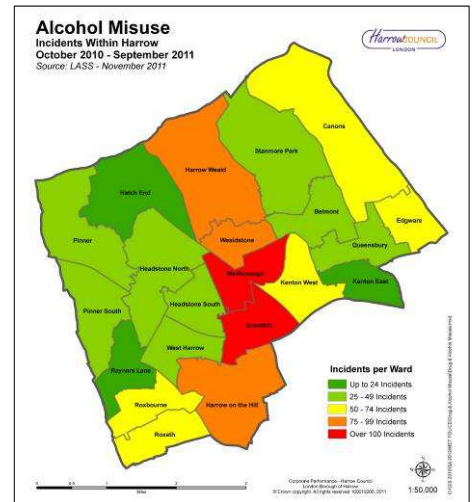 Alcohol Misuse
Incidents Within Harrow
October 2010 - September 2011
Source: LASS - November 2011
HarrowCOUNCIL
LONDON
Canons
Stanmore Park
Harrow Weald
Hatch End
Belmont
Edgware
Pinner
Wealdstone
Queensbury
Headstone North
Marlborough
Kenton West
Kenton East
Headstone South
Pinner South
Greenhill
West Harrow
Rayners Lane
Roxbourne
Harrow on the Hill
Roxeth
Incidents per Ward
Up to 24 Incidents
25 - 49 Incidents
50 - 74 Incidents
75 - 99 Incidents
Over 100 Incidents
Corporate Performance - Harrow Council
London Borough of Harrow
Miles
1:50,000